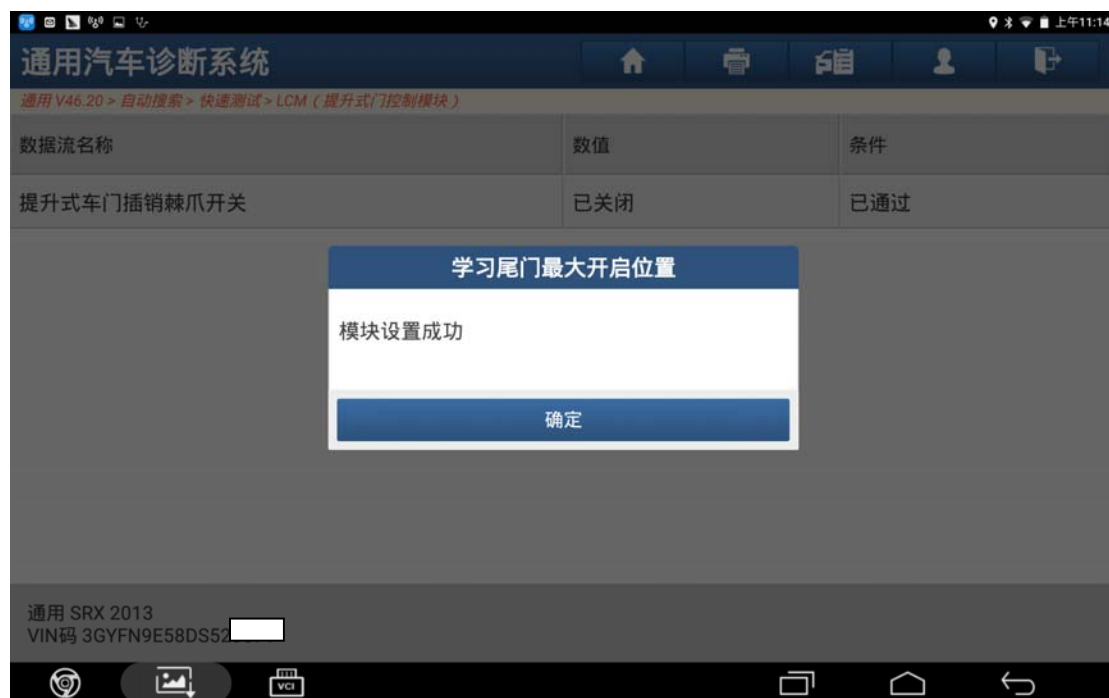 上午11:14
通用汽车诊断系统
通用 V46.20 > 自动搜索 > 快速测试 > LCM ( 提升式门控制模块 )
数据流名称 数值 条件
提升式车门插销棘爪开关 已关闭 已通过
学习尾门最大开启位置
模块设置成功
确定
通用 SRX 2013
VIN码 3GYFN9E58DS52
VCI